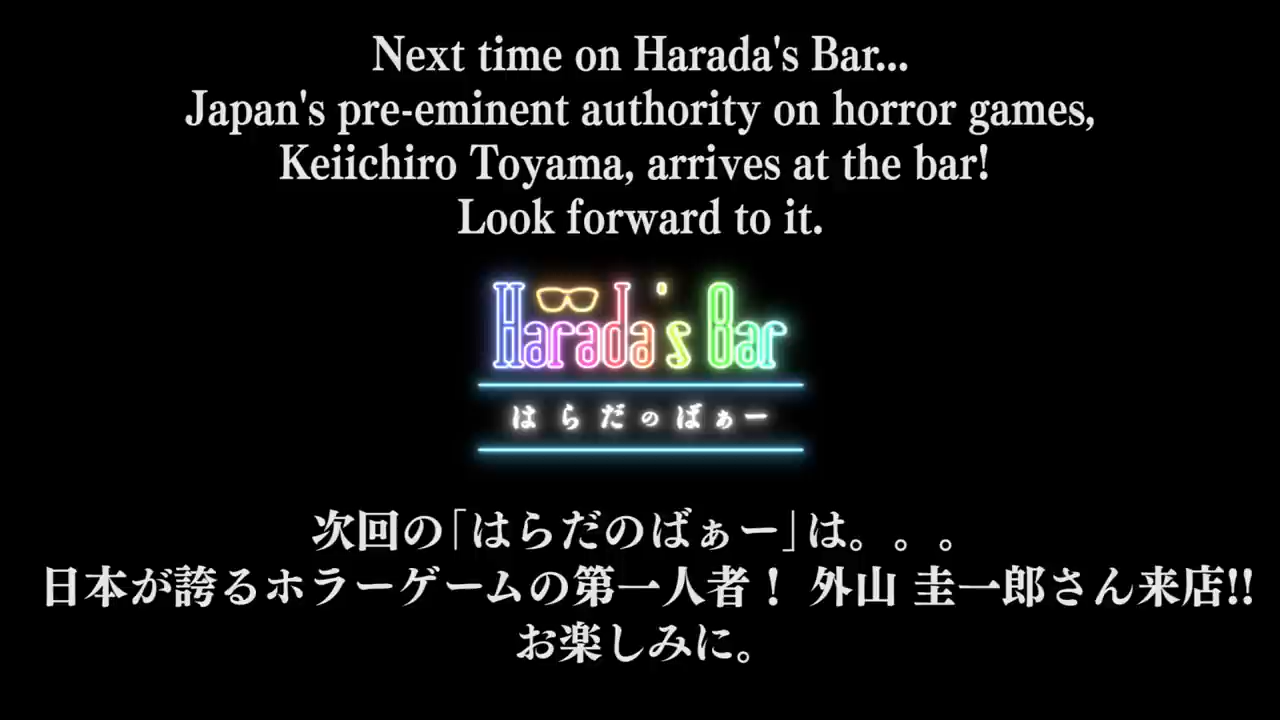 Next time on Harada's Bar...
Japan's pre-eminent authority on horror games,
Keiichiro Toyama, arrives at the bar!
Look forward to it.
Harada's Bar
はらだのばぁー
次回の「はらだのばぁー」は。。。
日本が誇るホラーゲームの第一人者！ 外山 圭一郎さん来店!!
お楽しみに。